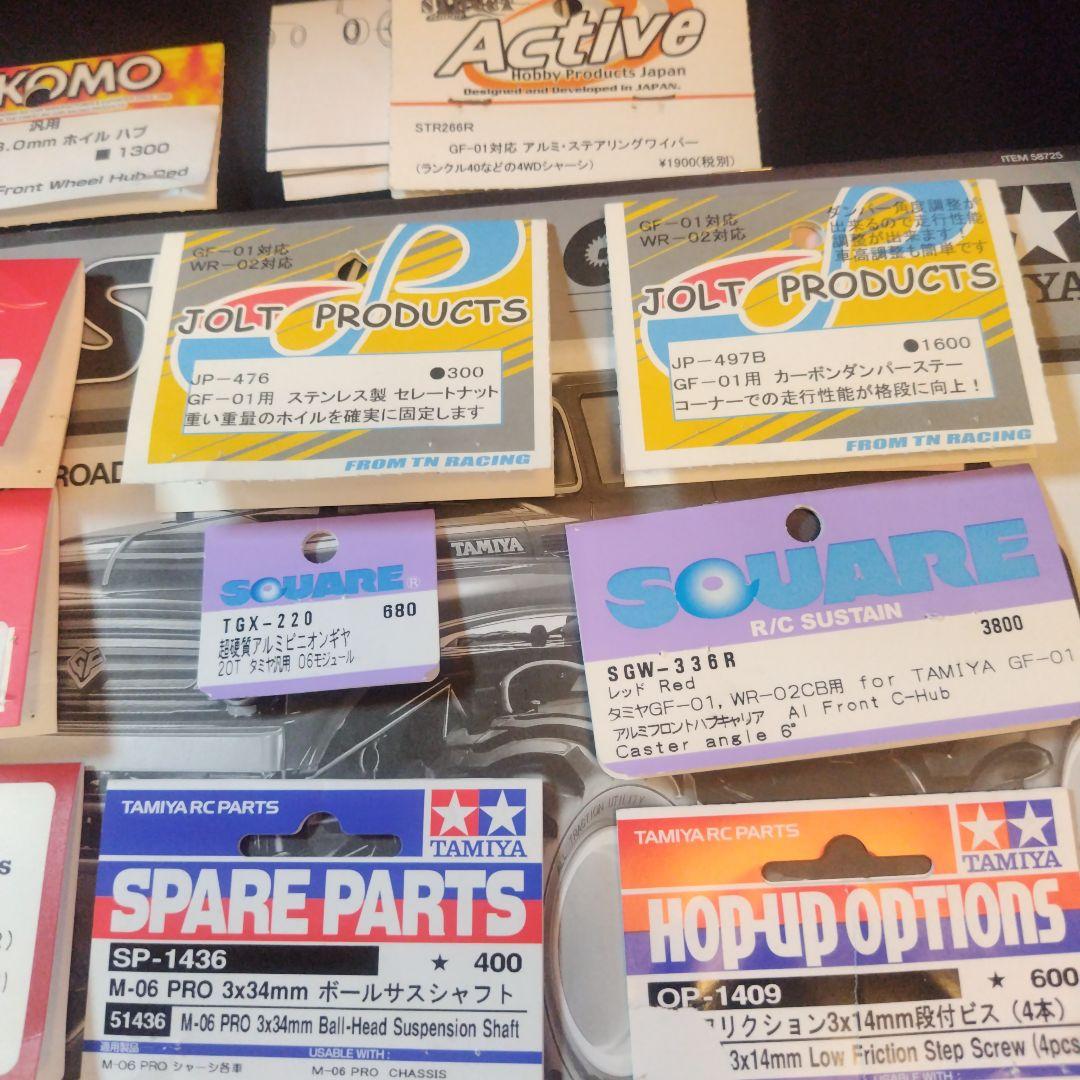 KOMO
汎用
.0mm ホイル ハブ
■ 1300
Front Wheel Hub-Red
Active
Hobby Products Japan
Designed and Developed in JAPAN.
STR266R
GF-01対応 アルミ・ステアリングワイパー
(ランクル40などの4WDシャーシ) ¥1900(税別)
ITEM 58725
TAMIYA
GF-01対応
WR-02対応
JOLT PRODUCTS
JP-476 ●300
GF-01用 ステンレス製 セレートナット
重い重量のホイルを確実に固定します
FROM TN RACING
GF-01対応
WR-02対応
ダンパー角度調整が
出来るので走行性能
調整が出来ます!
車高調整も簡単です
JOLT PRODUCTS
JP-497B ●1600
GF-01用 カーボンダンパーステー
コーナーでの走行性能が格段に向上!
FROM TN RACING
ROAD
TAMIYA
SQUARE®
TGX-220 680
超硬質アルミピニオンギヤ
20T タミヤ汎用 06モジュール
SQUARE
R/C SUSTAIN
SGW-336R 3800
レッド Red
タミヤGF-01, WR-02CB用 for TAMIYA GF-01
アルミフロントハブキャリア Al Front C-Hub
Caster angle 6°
GF
TRACTION UTILITY
TAMIYA RC PARTS
TAMIYA
SPARE PARTS
SP-1436 ★ 400
M-06 PRO 3x34mm ボールサスシャフト
51436 M-06 PRO 3x34mm Ball-Head Suspension Shaft
適用製品 USABLE WITH :
M-06 PRO シャーシ各車 M-06 PRO CHASSIS
TAMIYA RC PARTS
TAMIYA
HOP-UP OPTIONS
OP-1409 ★ 600
リクション3x14mm段付ビス (4本)
3x14mm Low Friction Step Screw (4pcs
USABLE WITH :